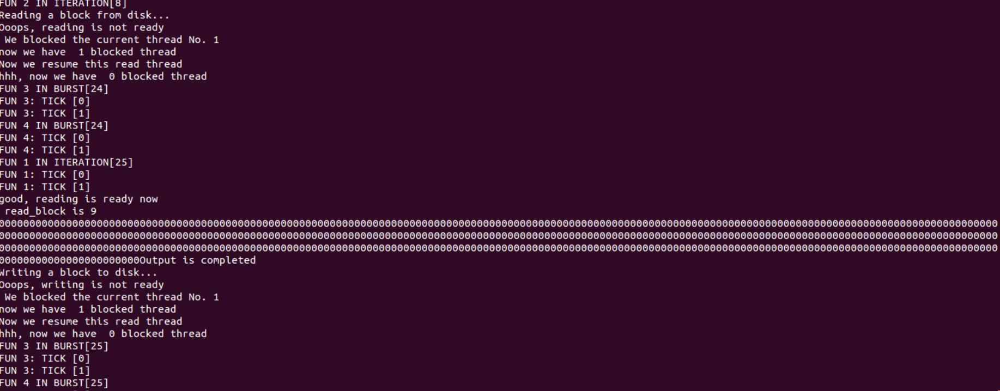 FUN 2 IN ITERATION[8]
Reading a block from disk...
Ooops, reading is not ready
We blocked the current thread No. 1
now we have  1 blocked thread
Now we resume this read thread
hhh, now we have  0 blocked thread
FUN 3 IN BURST[24]
FUN 3: TICK [0]
FUN 3: TICK [1]
FUN 4 IN BURST[24]
FUN 4: TICK [0]
FUN 4: TICK [1]
FUN 1 IN ITERATION[25]
FUN 1: TICK [0]
FUN 1: TICK [1]
good, reading is ready now
read_block is 9
0000000000000000000000000000000000000000000000000000000000000000000000000000000000000000000000000000000000000000000000000000000000000000000000000000000000000000000
0000000000000000000000000000000000000000000000000000000000000000000000000000000000000000000000000000000000000000000000000000000000000000000000000000000000000000000
0000000000000000000000000000000000000000000000000000000000000000000000000000000000000000000000000000000000000000000000000000000000000000000000000000000000000000000
00000000000000000000000Output is completed
Writing a block to disk...
Ooops, writing is not ready
We blocked the current thread No. 1
now we have  1 blocked thread
Now we resume this read thread
hhh, now we have  0 blocked thread
FUN 3 IN BURST[25]
FUN 3: TICK [0]
FUN 3: TICK [1]
FUN 4 IN BURST[25]